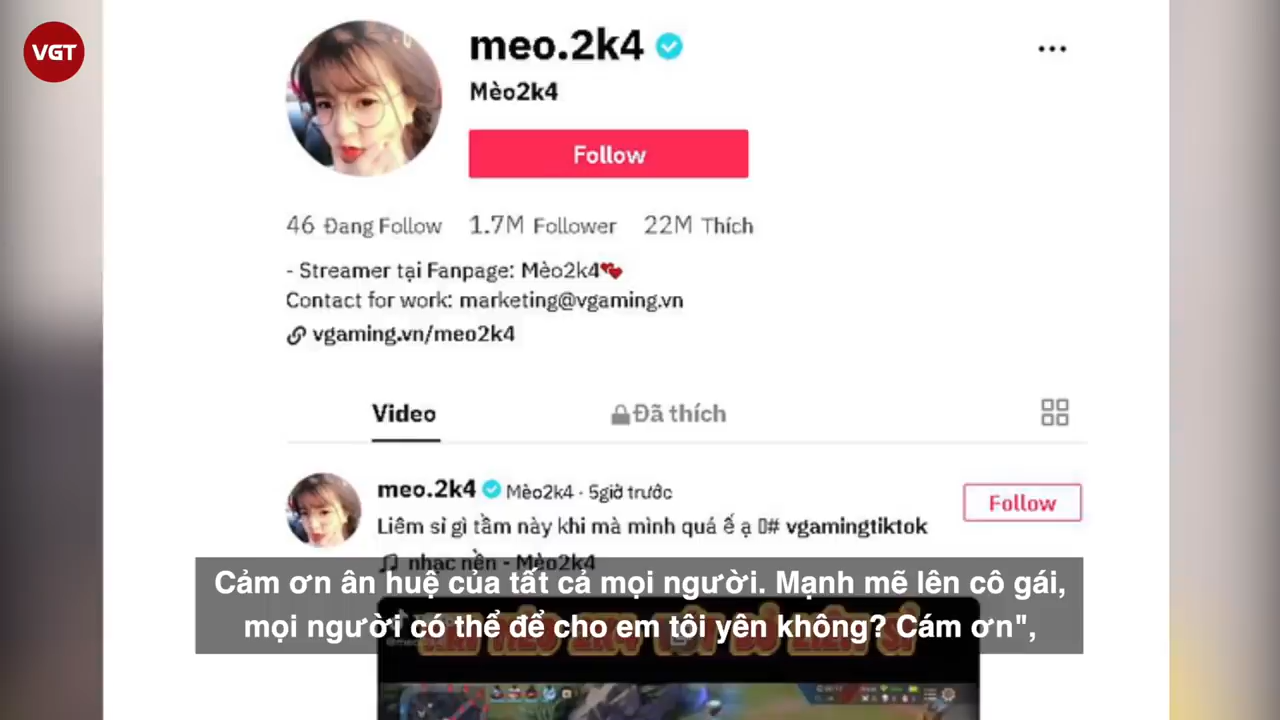 VGT
meo.2k4
Mèo2k4
Follow
46 Đang Follow 1.7M Follower 22M Thích
- Streamer tại Fanpage: Mèo2k4
Contact for work: marketing@vgaming.vn
vgaming.vn/meo2k4
Video Đã thích
meo.2k4 Mèo2k4 · 5giờ trước
Follow
Liêm sỉ gì tầm này khi mà mình quá ế ạ # vgamingtiktok
nhạc nền - Mèo2k4
Cảm ơn ân huệ của tất cả mọi người. Mạnh mẽ lên cô gái,
mọi người có thể để cho em tôi yên không? Cám ơn",